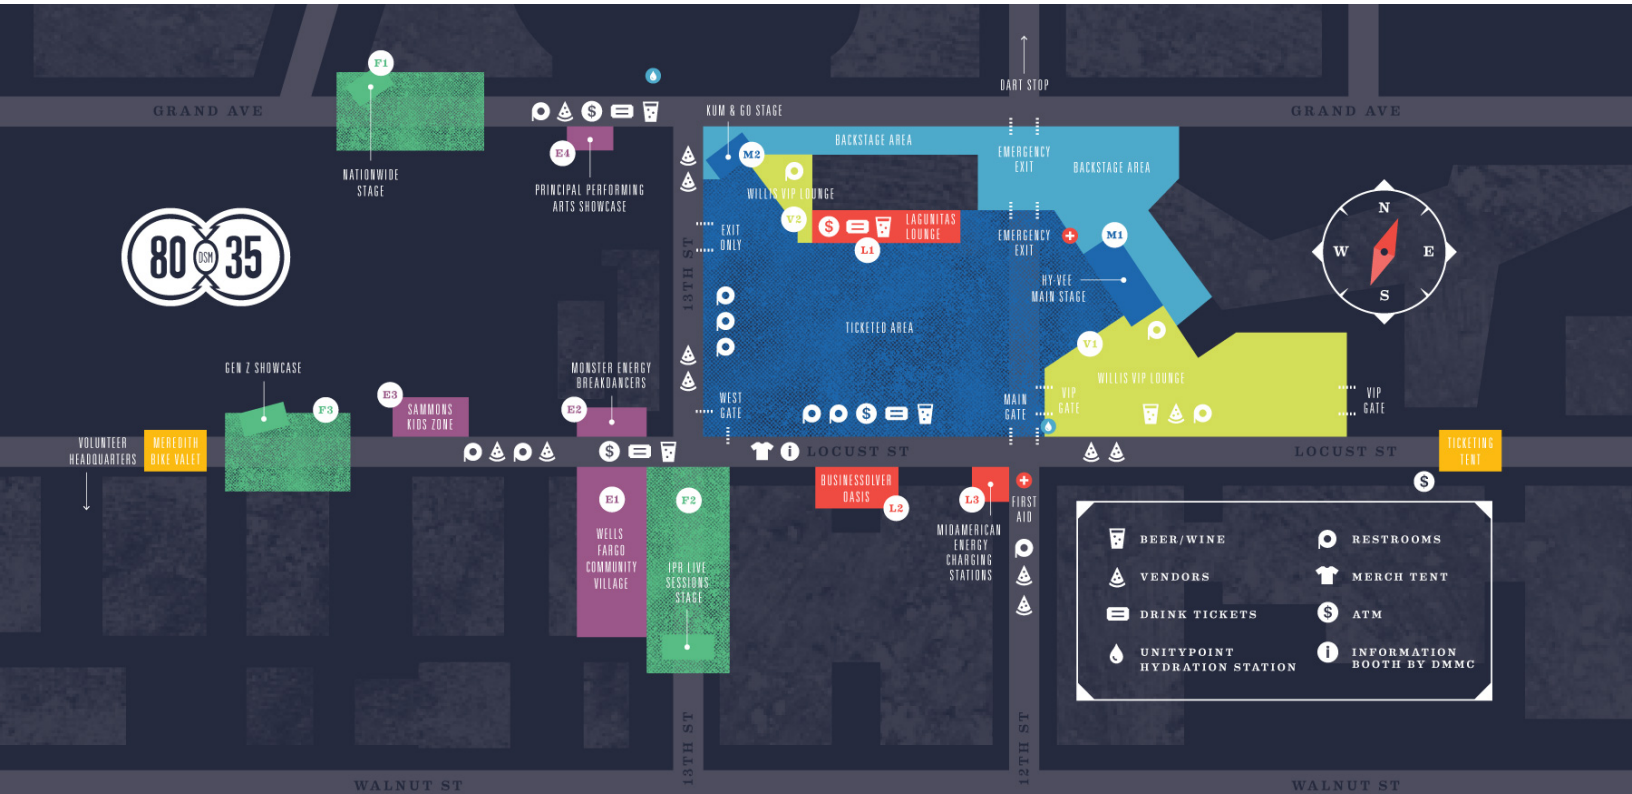 F1
DART STOP
GRAND AVE
KUM & GO STAGE
GRAND AVE
E4
M2
BACKSTAGE AREA
EMERGENCY
EXIT
BACKSTAGE AREA
NATIONWIDE
STAGE
PRINCIPAL PERFORMING
ARTS SHOWCASE
WILLIS VIP LOUNGE
V2
$
LAGUNITAS
LOUNGE
L1
EXIT
ONLY
EMERGENCY
EXIT
M1
N
W
E
S
80
DSM
35
13TH ST
HY-VEE
MAIN STAGE
TICKETED AREA
V1
GEN Z SHOWCASE
MONSTER ENERGY
BREAKDANCERS
WILLIS VIP LOUNGE
E3
SAMMONS
KIDS ZONE
E2
F3
WEST
GATE
$
MAIN
GATE
VIP
GATE
VIP
GATE
VOLUNTEER
HEADQUARTERS
MEREDITH
BIKE VALET
$
i
LOCUST ST
LOCUST ST
TICKETING
TENT
$
E1
F2
BUSINESSOLVER
OASIS
L2
L3
FIRST
AID
WELLS
FARGO
COMMUNITY
VILLAGE
IPR LIVE
SESSIONS
STAGE
MIDAMERICAN
ENERGY
CHARGING
STATIONS
BEER/WINE
VENDORS
DRINK TICKETS
UNITYPOINT
HYDRATION STATION
RESTROOMS
MERCH TENT
$ ATM
i INFORMATION
BOOTH BY DMMC
13TH ST
12TH ST
WALNUT ST
WALNUT ST
$